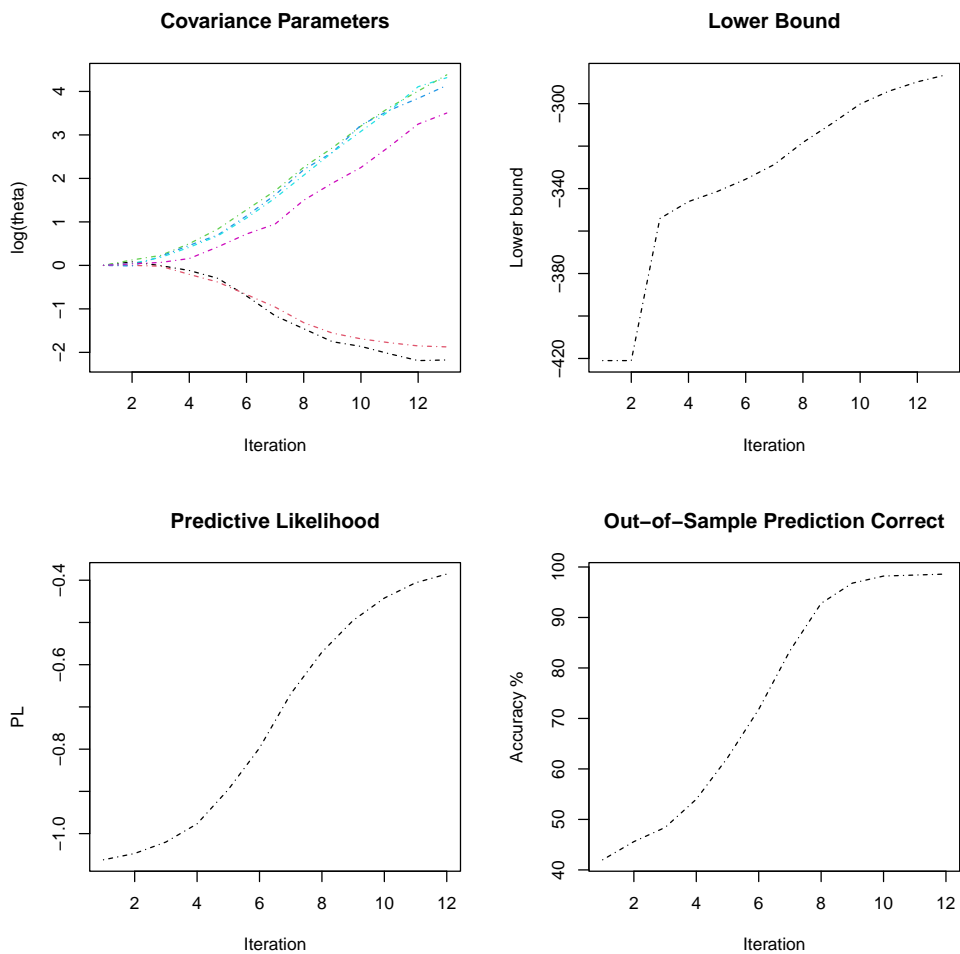 Covariance Parameters
log(theta)
4
3
2
1
0
−1
−2
2 4 6 8 10 12
Iteration
Lower Bound
Lower bound
−300
−340
−380
−420
2 4 6 8 10 12
Iteration
Predictive Likelihood
PL
−0.4
−0.6
−0.8
−1.0
2 4 6 8 10 12
Iteration
Out−of−Sample Prediction Correct
Accuracy %
100
90
80
70
60
50
40
2 4 6 8 10 12
Iteration